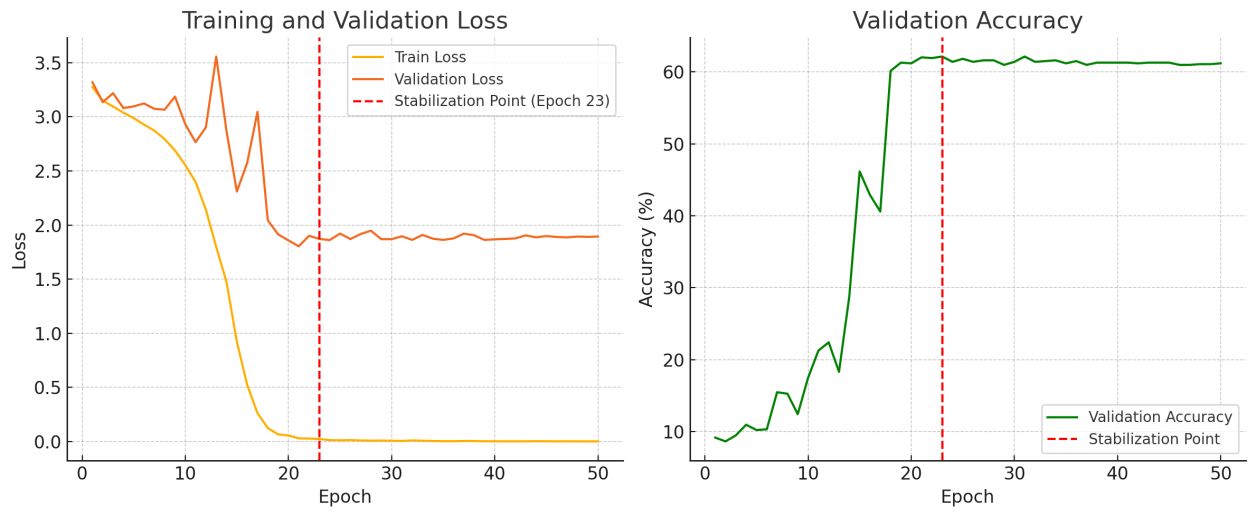 Training and Validation Loss
Loss
3.5
3.0
2.5
2.0
1.5
1.0
0.5
0.0
Train Loss
Validation Loss
Stabilization Point (Epoch 23)
0 10 20 30 40 50
Epoch
Validation Accuracy
Accuracy (%)
60
50
40
30
20
10
Validation Accuracy
Stabilization Point
0 10 20 30 40 50
Epoch